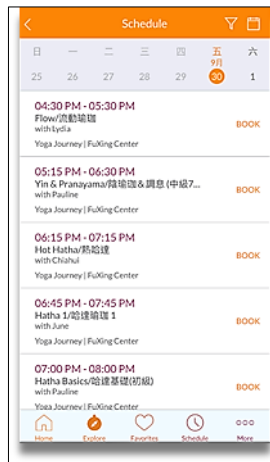 Schedule
日 一 二 三 四 五 六
9月
25 26 27 28 29 30 1
04:30 PM - 05:30 PM
Flow/流動瑜珈
with Lydia
BOOK
Yoga Journey | FuXing Center
05:15 PM - 06:30 PM
Yin & Pranayama/陰瑜珈&調息 (中級7...
with Pauline
BOOK
Yoga Journey | FuXing Center
06:15 PM - 07:15 PM
Hot Hatha/熱哈達
with Chiahui
BOOK
Yoga Journey | FuXing Center
06:45 PM - 07:45 PM
Hatha 1/哈達瑜珈 1
with June
BOOK
Yoga Journey | FuXing Center
07:00 PM - 08:00 PM
Hatha Basics/哈達基礎(初級)
with Pauline
BOOK
Yoga Journey | FuXing Center
Home Explore Favorites Schedule More